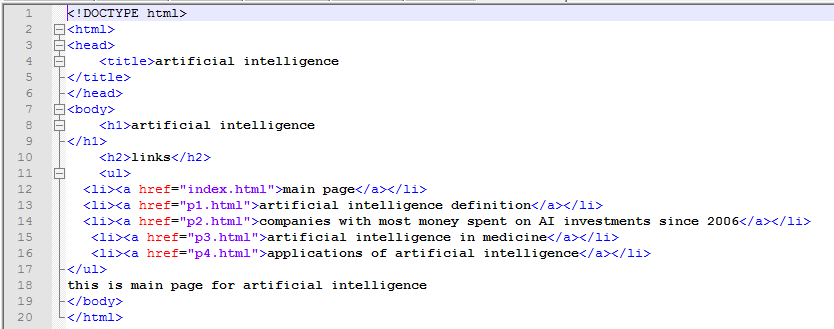 1 <!DOCTYPE html>
2 <html>
3 <head>
4 <title>artificial intelligence
5 </title>
6 </head>
7 <body>
8 <h1>artificial intelligence
9 </h1>
10 <h2>links</h2>
11 <ul>
12 <li><a href="index.html">main page</a></li>
13 <li><a href="p1.html">artificial intelligence definition</a></li>
14 <li><a href="p2.html">companies with most money spent on AI investments since 2006</a></li>
15 <li><a href="p3.html">artificial intelligence in medicine</a></li>
16 <li><a href="p4.html">applications of artificial intelligence</a></li>
17 </ul>
18 this is main page for artificial intelligence
19 </body>
20 </html>